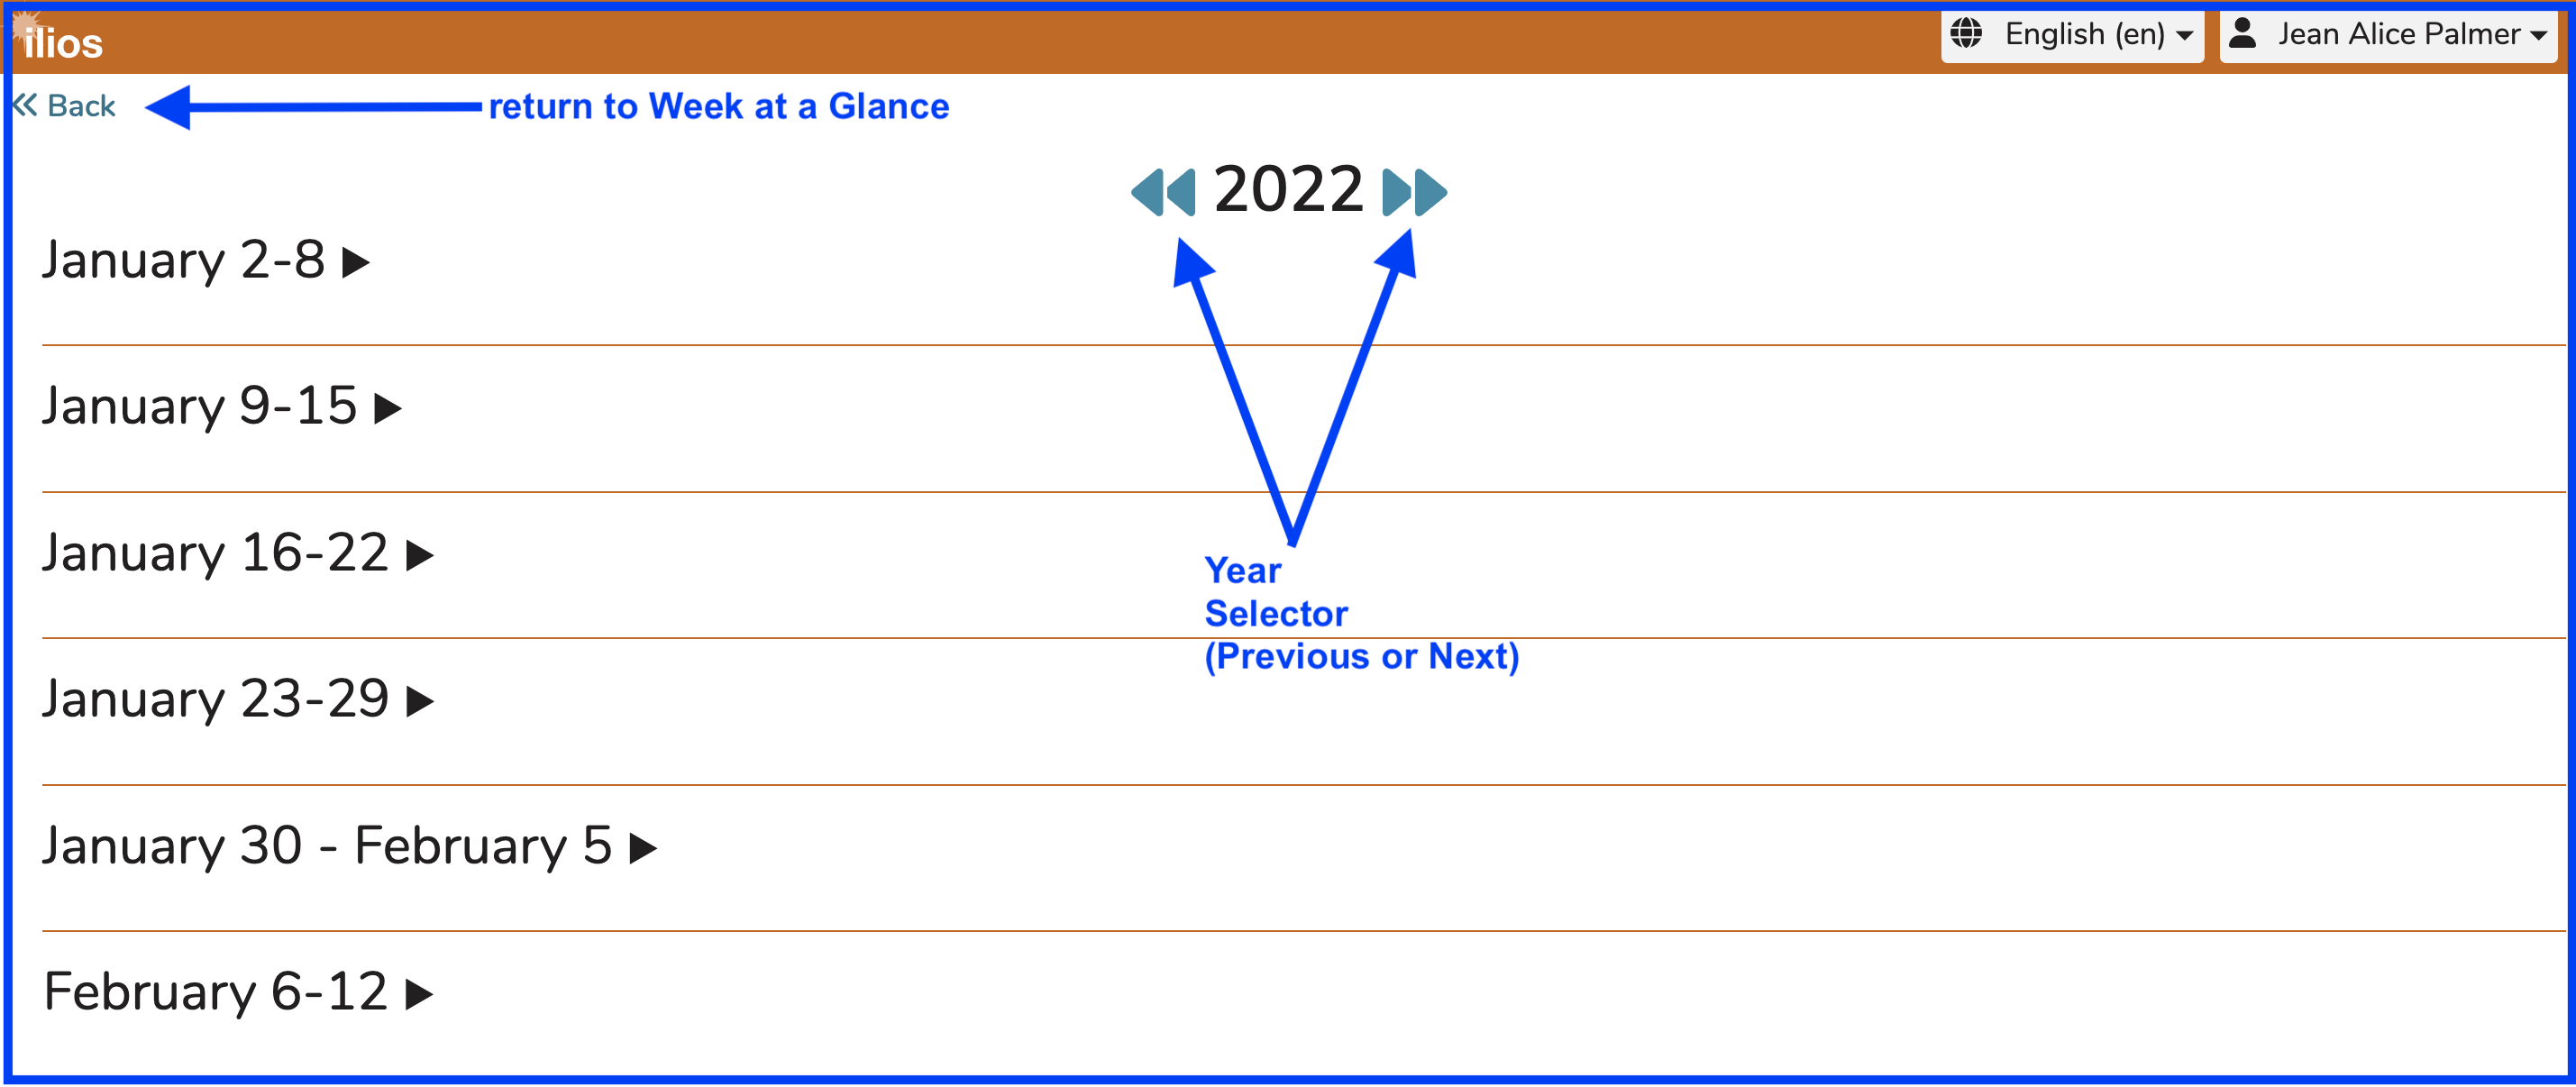 ilios
English (en)
Jean Alice Palmer
Back
return to Week at a Glance
2022
January 2-8
January 9-15
January 16-22
Year
Selector
(Previous or Next)
January 23-29
January 30 - February 5
February 6-12